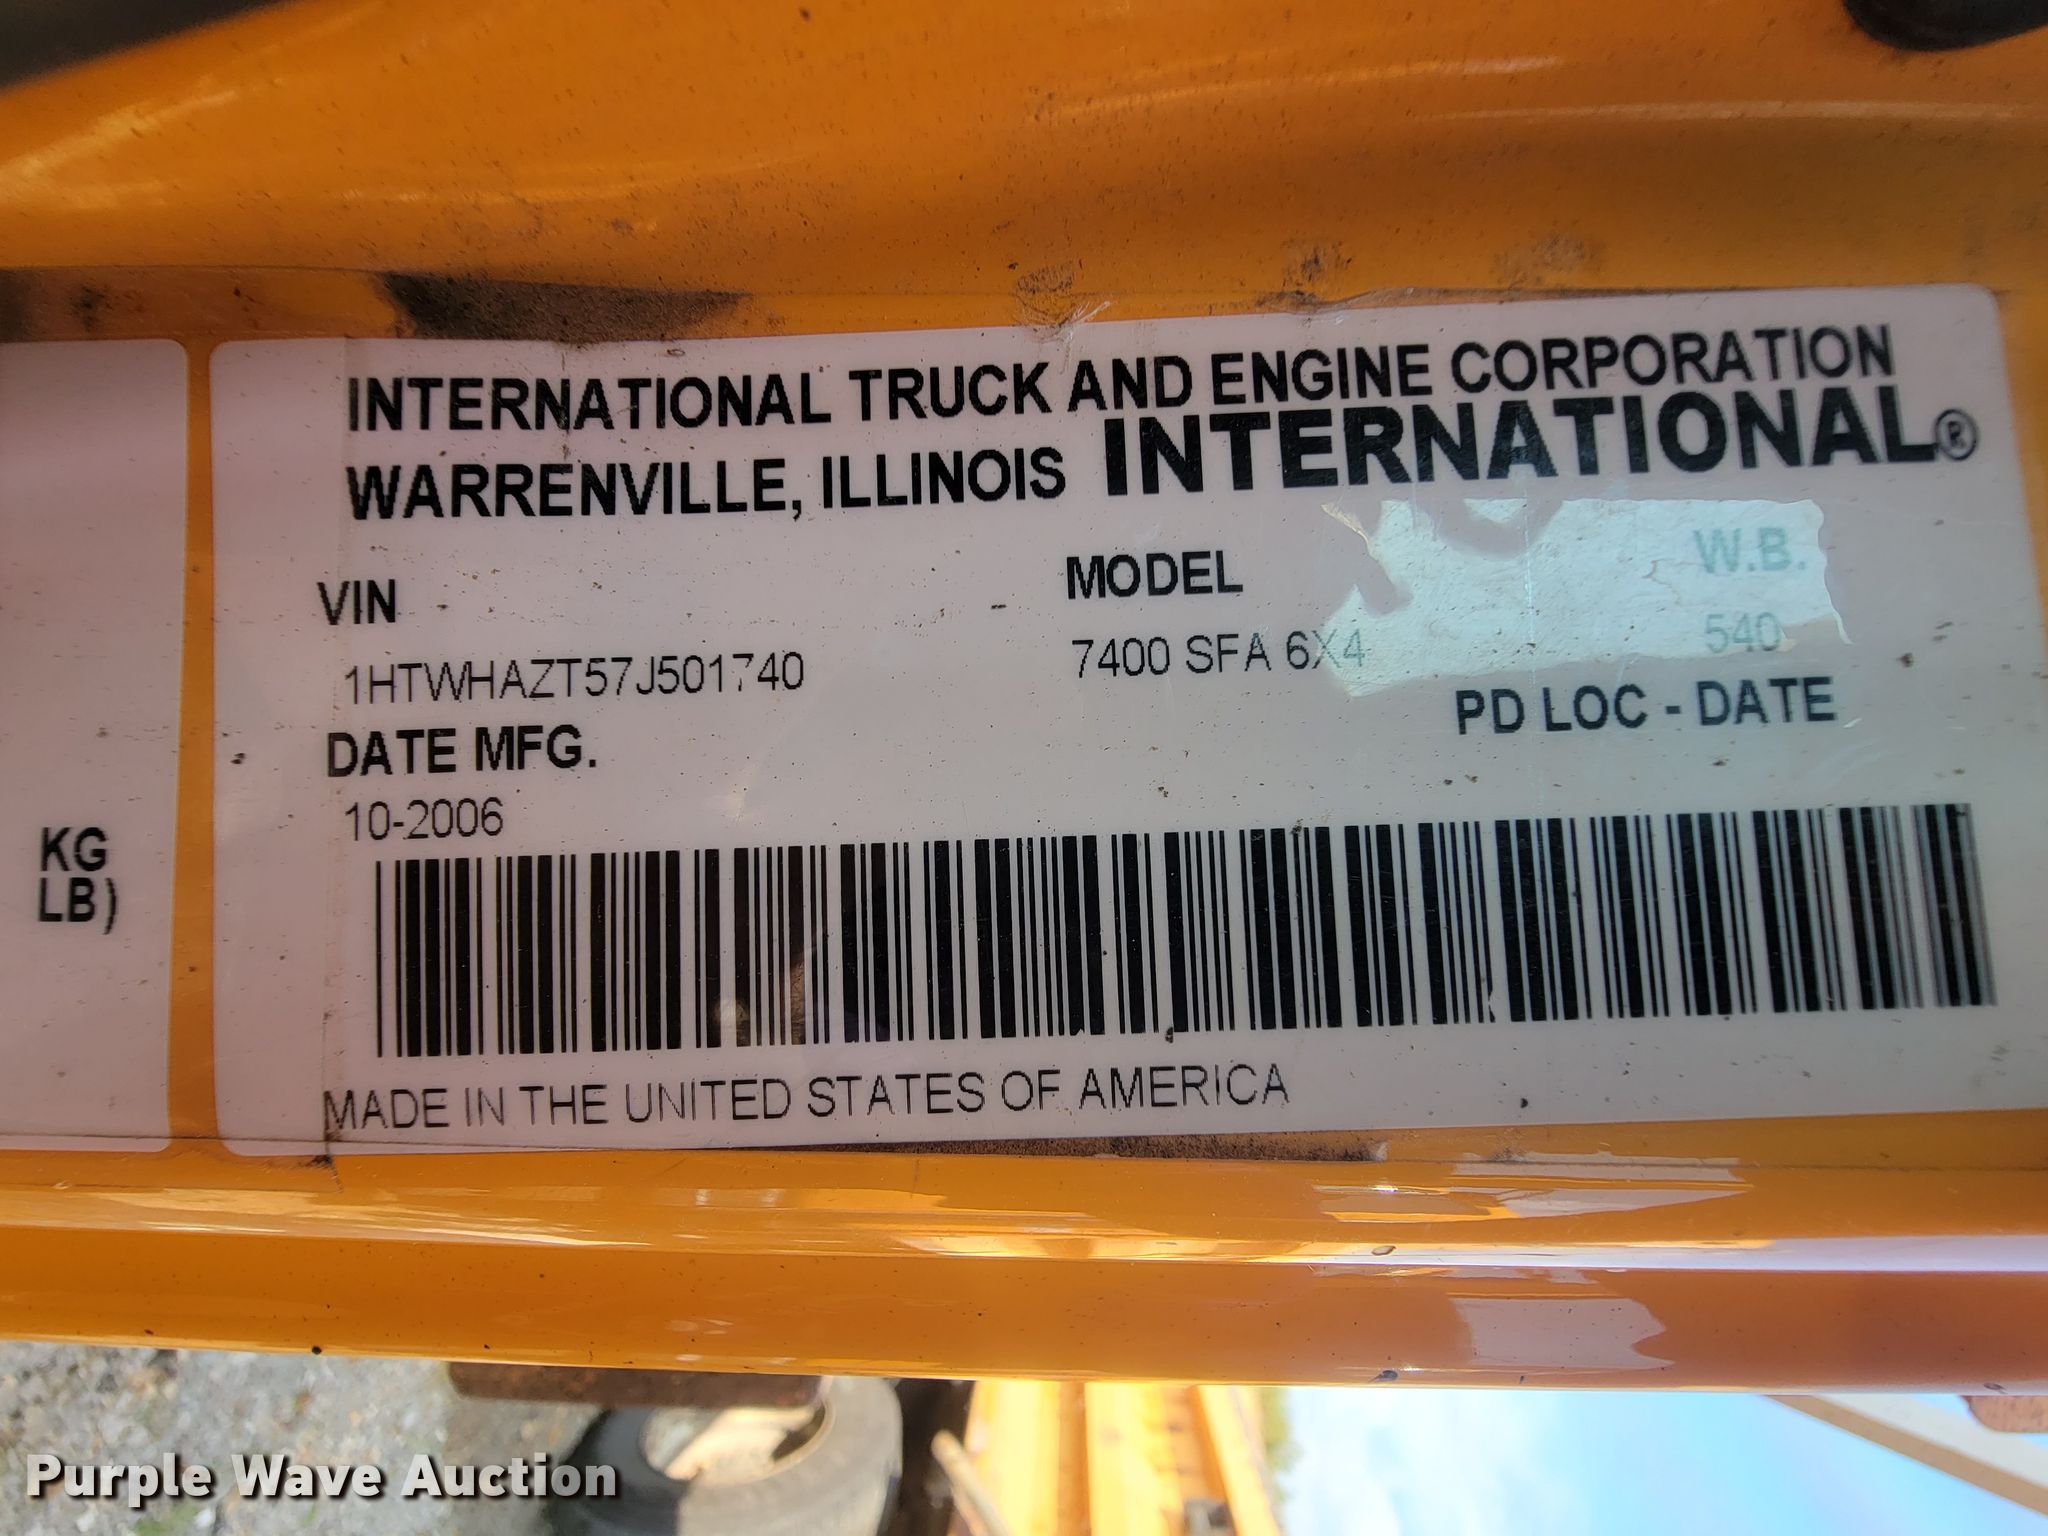 INTERNATIONAL TRUCK AND ENGINE CORPORATION
WARRENVILLE, ILLINOIS INTERNATIONAL®
VIN MODEL W.B.
1HTWHAZT57J501740 7400 SFA 6X4 540
DATE MFG. PD LOC - DATE
10-2006
KG
LB)
MADE IN THE UNITED STATES OF AMERICA
Purple Wave Auction